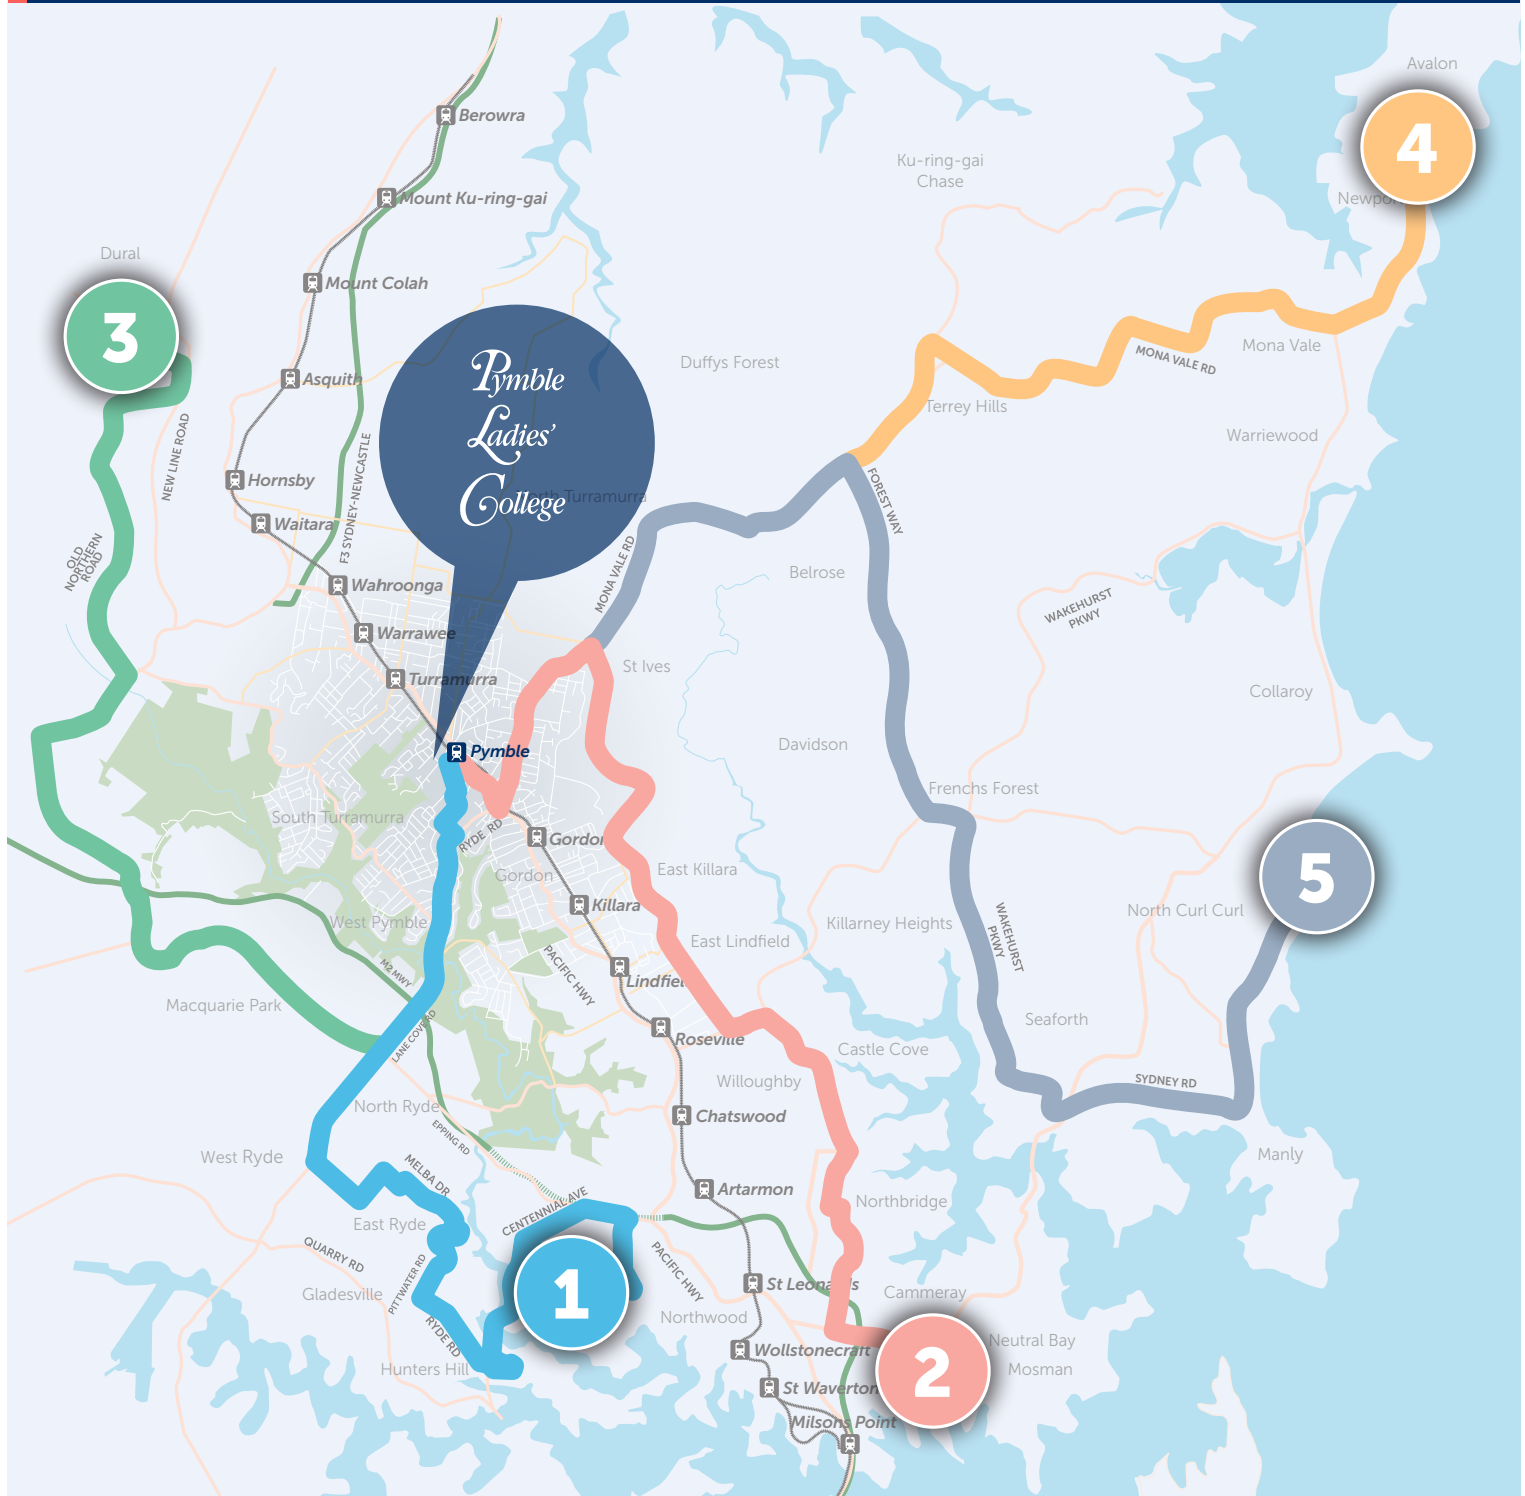 Avalon
4
Newpo
Berowra
Ku-ring-gai
Chase
Mount Ku-ring-gai
Dural
Mount Colah
3
Pymble
Ladies'
College
Asquith
Duffys Forest
Mona Vale
MONA VALE RD
Terrey Hills
Warriewood
NEW LINE ROAD
Hornsby
Waitara
F3 SYDNEY-NEWCASTLE
North Turramurra
FOREST WAY
OLD
NORTHERN
ROAD
MONA VALE RD
Belrose
Wahroonga
WAKEHURST
PKWY
Warrawee
St Ives
Turramurra
Collaroy
Pymble
Davidson
Frenchs Forest
South Turramurra
RYDE RD
Gordon
Gordon
East Killara
5
Killara
West Pymble
East Lindfield
Killarney Heights
North Curl Curl
WAKEHURST
PKWY
M2 MWY
PACIFIC HWY
Lindfiel
Macquarie Park
LANE COVE RD
Roseville
Castle Cove
Seaforth
Willoughby
SYDNEY RD
North Ryde
Chatswood
EPPING RD
West Ryde
MELBA DR
Manly
Artarmon
CENTENNIAL AVE
Northbridge
East Ryde
QUARRY RD
PITTWATER RD
PACIFIC HWY
Gladesville
1
St Leonards
Cammeray
Northwood
RYDE RD
Neutral Bay
Wollstonecraft
Hunters Hill
2
Mosman
St Waverton
Milsons Point